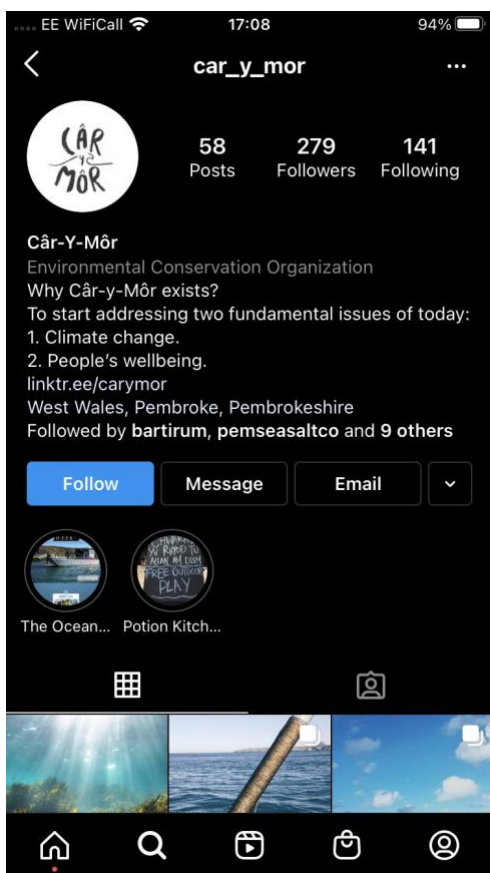 EE WiFiCall 17:08 94%
car_y_mor
CÂR
Y
MÔR
58 279 141
Posts Followers Following
Câr-Y-Môr
Environmental Conservation Organization
Why Câr-y-Môr exists?
To start addressing two fundamental issues of today:
1. Climate change.
2. People's wellbeing.
linktr.ee/carymor
West Wales, Pembroke, Pembrokeshire
Followed by bartirum, pemseasaltco and 9 others
Follow Message Email
FREE OUTDOOR
PLAY
The Ocean... Potion Kitch...